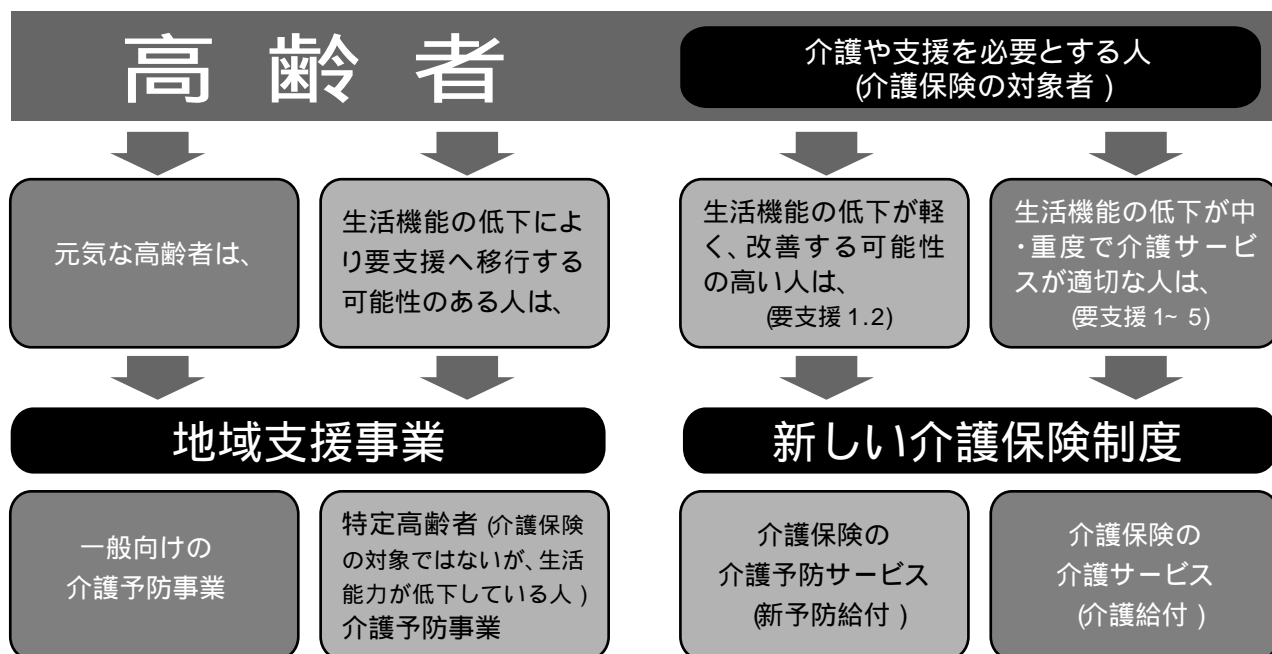 高齢者
介護や支援を必要とする人
(介護保険の対象者)
元気な高齢者は、
生活機能の低下によ
り要支援へ移行する
可能性のある人は、
生活機能の低下が軽
く、改善する可能性
の高い人は、
(要支援1.2)
生活機能の低下が中
・重度で介護サービ
スが適切な人は、
(要支援1~5)
地域支援事業
新しい介護保険制度
一般向けの
介護予防事業
特定高齢者(介護保険
の対象ではないが、生活
能力が低下している人)
介護予防事業
介護保険の
介護予防サービス
(新予防給付)
介護保険の
介護サービス
(介護給付)